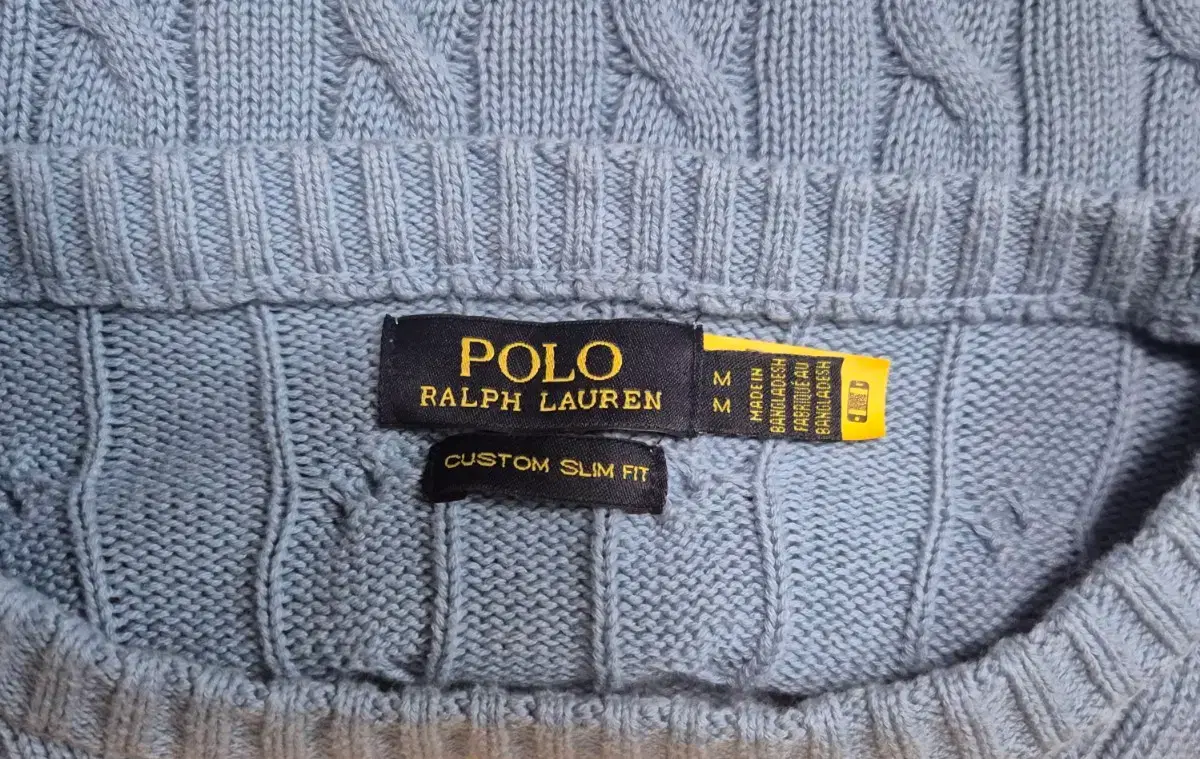 POLO
RALPH LAUREN
CUSTOM SLIM FIT
M
M
MADE IN
BANGLADESH
FABRIQUÉ AU
BANGLADESH